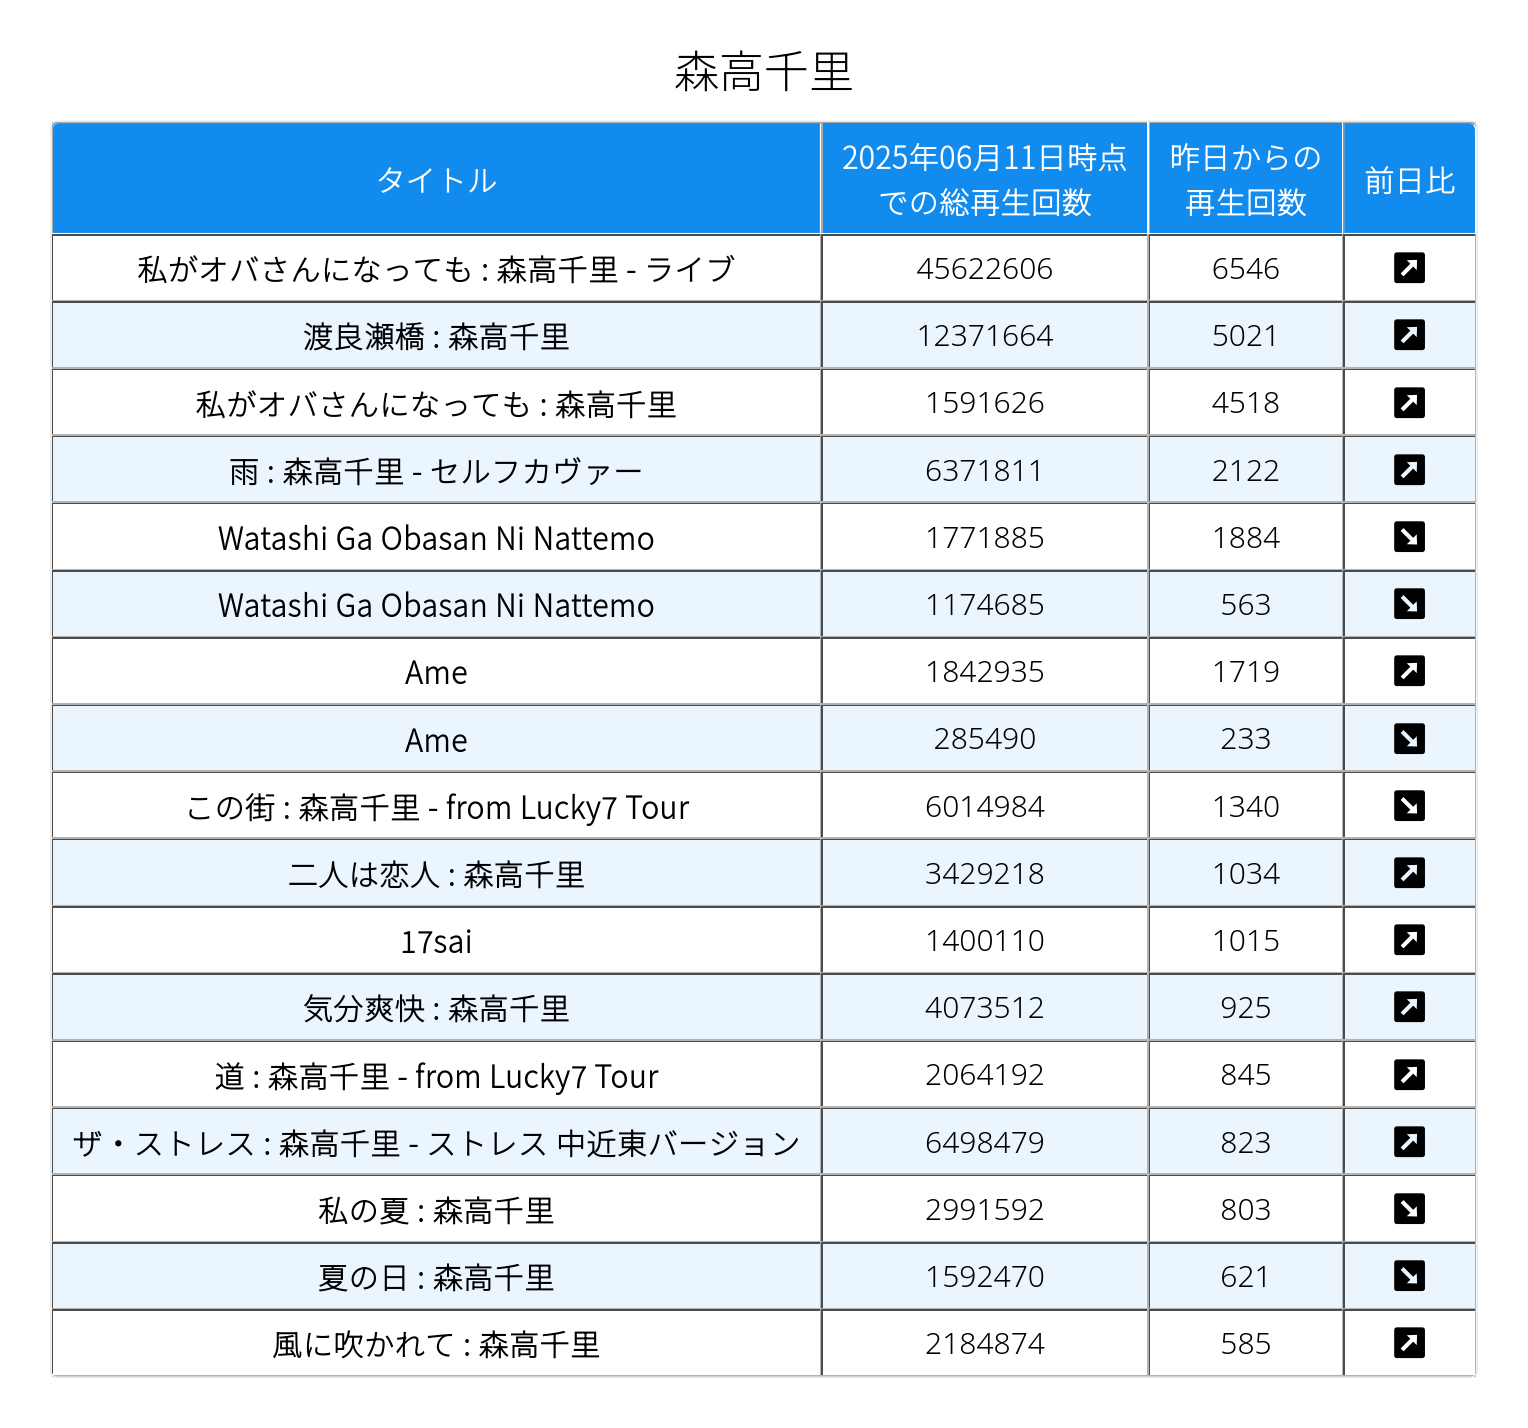 森高千里
タイトル 2025年06月11日時点 昨日からの 前日比
での総再生回数 再生回数
私がオバさんになっても : 森高千里 - ライブ 45622606 6546
渡良瀬橋 : 森高千里 12371664 5021
私がオバさんになっても : 森高千里 1591626 4518
雨 : 森高千里 - セルフカヴァー 6371811 2122
Watashi Ga Obasan Ni Nattemo 1771885 1884
Watashi Ga Obasan Ni Nattemo 1174685 563
Ame 1842935 1719
Ame 285490 233
この街 : 森高千里 - from Lucky7 Tour 6014984 1340
二人は恋人 : 森高千里 3429218 1034
17sai 1400110 1015
気分爽快 : 森高千里 4073512 925
道 : 森高千里 - from Lucky7 Tour 2064192 845
ザ・ストレス : 森高千里 - ストレス 中近東バージョン 6498479 823
私の夏 : 森高千里 2991592 803
夏の日 : 森高千里 1592470 621
風に吹かれて : 森高千里 2184874 585